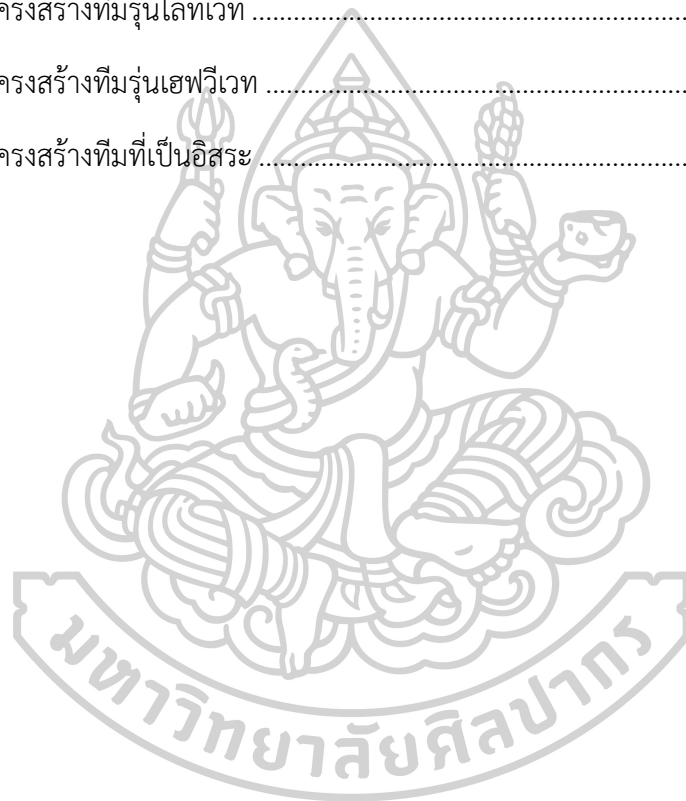 ครงสร้างทีมรุ่นไลท์เวท ........................................................................
ครงสร้างทีมรุ่นเฮฟวีเวท ......................................................................
ครงสร้างทีมที่เป็นอิสระ .......................................................................
มหาวิทยาลัยศิลปากร